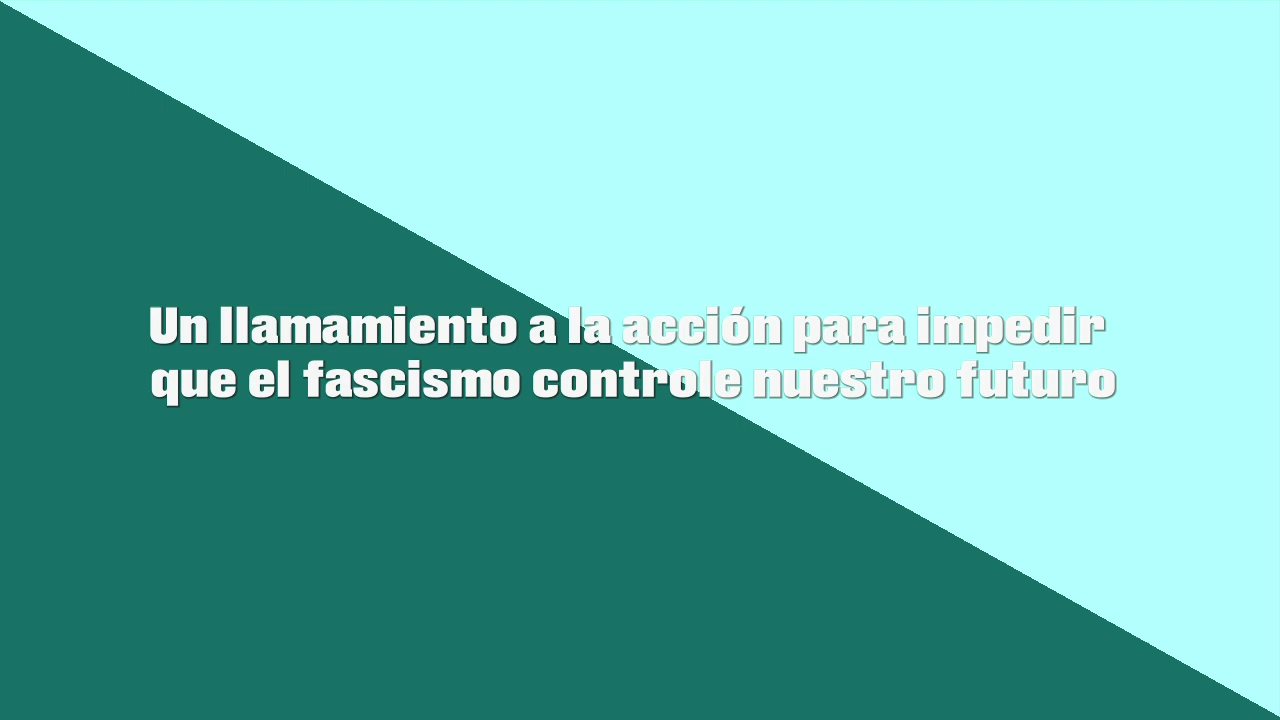 Un llamamiento a la acción para impedir
que el fascismo controle nuestro futuro